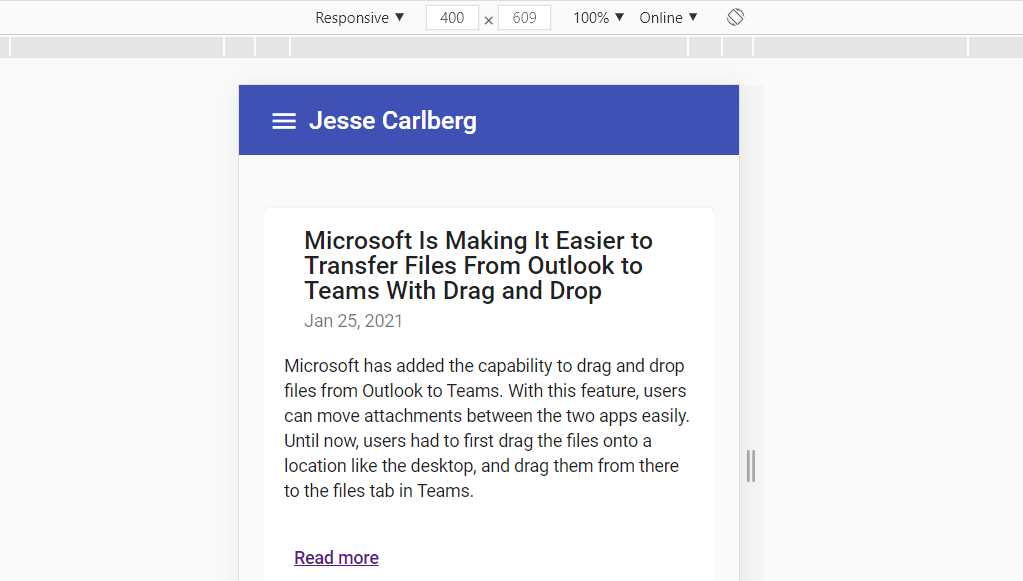 Responsive ▼ 400 × 609 100% ▼ Online ▼
Jesse Carlberg
Microsoft Is Making It Easier to
Transfer Files From Outlook to
Teams With Drag and Drop
Jan 25, 2021
Microsoft has added the capability to drag and drop
files from Outlook to Teams. With this feature, users
can move attachments between the two apps easily.
Until now, users had to first drag the files onto a
location like the desktop, and drag them from there
to the files tab in Teams.
Read more